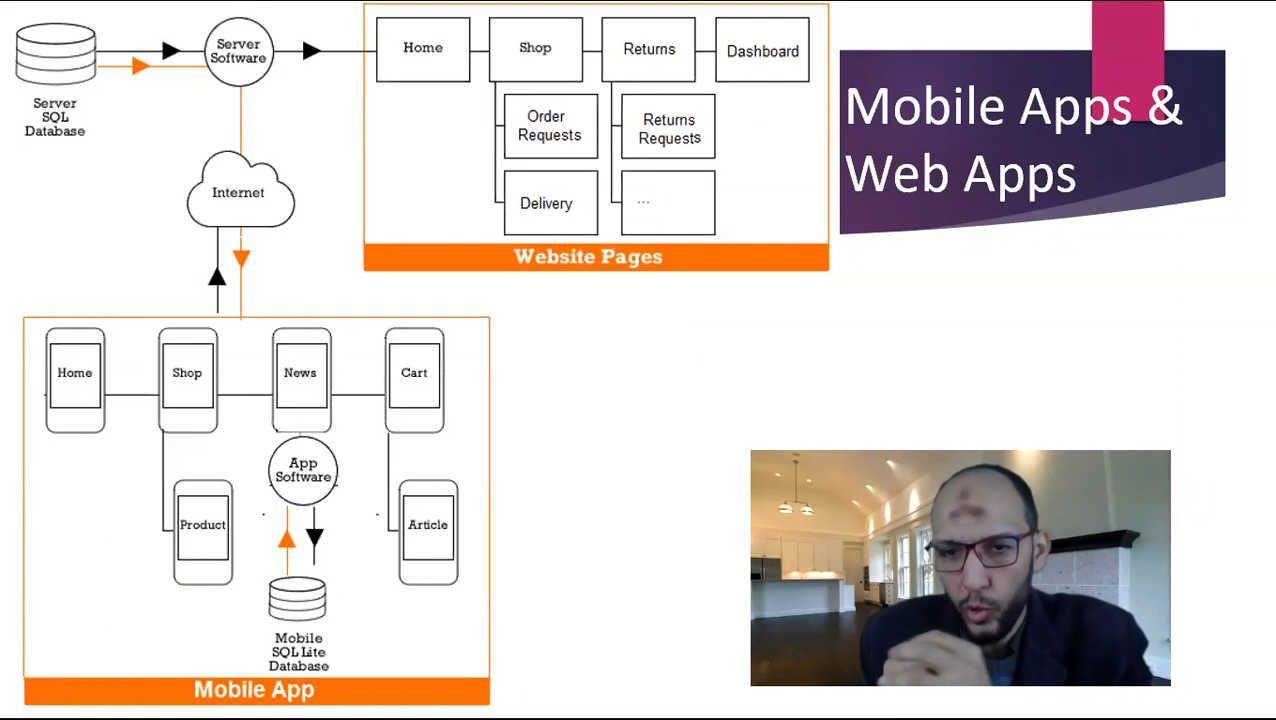 Mobile Apps &
Web Apps
Server
SQL
Database
Server
Software
Internet
Home
Shop
Returns
Dashboard
Order
Requests
Returns
Requests
Delivery
...
Website Pages
Home
Shop
News
Cart
App
Software
Product
Article
Mobile
SQL Lite
Database
Mobile App